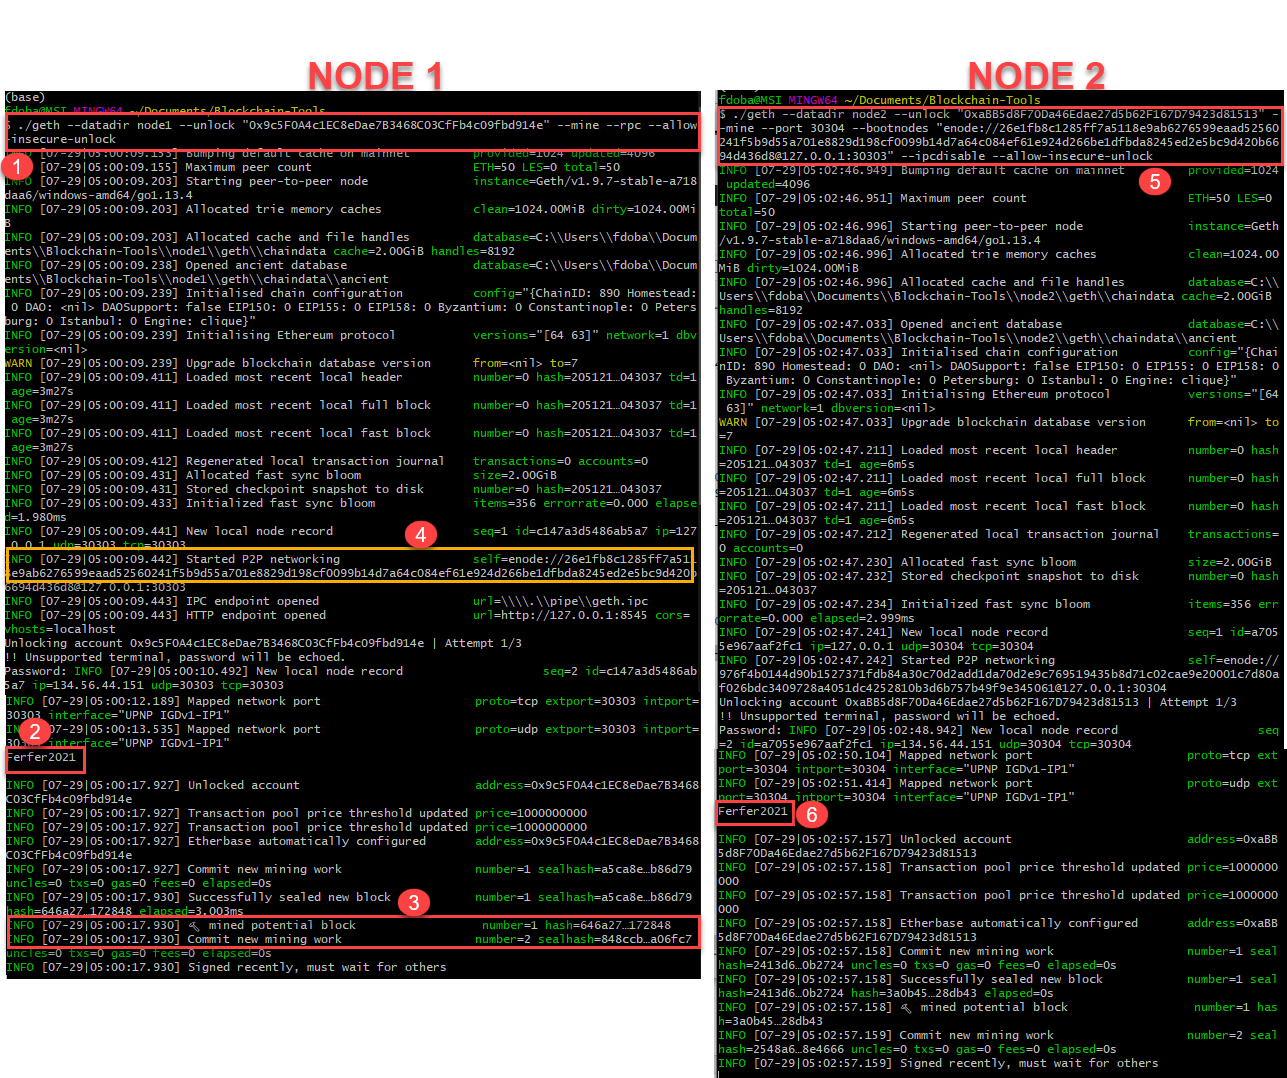 NODE 1
(base)
fdoba@MSI MINGW64 ~/Documents/Blockchain-Tools
$ ./geth --datadir node1 --unlock "0x9c5F0A4c1EC8eDae7B3468C03CfFb4c09fbd914e" --mine --rpc --allow
-insecure-unlock
1
INFO [07-29|05:00:09.153] Bumping default cache on mainnet provided=1024 updated=4096
INFO [07-29|05:00:09.155] Maximum peer count ETH=50 LES=0 total=50
INFO [07-29|05:00:09.203] Starting peer-to-peer node instance=Geth/v1.9.7-stable-a718
daa6/windows-amd64/go1.13.4
INFO [07-29|05:00:09.203] Allocated trie memory caches clean=1024.00MiB dirty=1024.00Mi
B
INFO [07-29|05:00:09.203] Allocated cache and file handles database=C:\\Users\\fdoba\\Docum
ents\\Blockchain-Tools\\node1\\geth\\chaindata cache=2.00GiB handles=8192
INFO [07-29|05:00:09.238] Opened ancient database database=C:\\Users\\fdoba\\Docum
ents\\Blockchain-Tools\\node1\\geth\\chaindata\\ancient
INFO [07-29|05:00:09.239] Initialised chain configuration config="{ChainID: 890 Homestead:
0 DAO: <nil> DAOSupport: false EIP150: 0 EIP155: 0 EIP158: 0 Byzantium: 0 Constantinople: 0 Peters
burg: 0 Istanbul: 0 Engine: clique}"
INFO [07-29|05:00:09.239] Initialising Ethereum protocol versions="[64 63]" network=1 dbv
ersion=<nil>
WARN [07-29|05:00:09.239] Upgrade blockchain database version from=<nil> to=7
INFO [07-29|05:00:09.411] Loaded most recent local header number=0 hash=205121…043037 td=1
age=3m27s
INFO [07-29|05:00:09.411] Loaded most recent local full block number=0 hash=205121…043037 td=1
age=3m27s
INFO [07-29|05:00:09.411] Loaded most recent local fast block number=0 hash=205121…043037 td=1
age=3m27s
INFO [07-29|05:00:09.412] Regenerated local transaction journal transactions=0 accounts=0
INFO [07-29|05:00:09.431] Allocated fast sync bloom size=2.00GiB
INFO [07-29|05:00:09.433] Stored checkpoint snapshot to disk number=0 hash=205121…043037
INFO [07-29|05:00:09.433] Initialized fast sync bloom items=356 errorrate=0.000 elapse
d=1.980ms
INFO [07-29|05:00:09.441] New local node record seq=1 id=c147a3d5486ab5a7 ip=127
.0.0.1 udp=30303 tcp=30303
4
INFO [07-29|05:00:09.442] Started P2P networking self=enode://26e1fb8c1285ff7a51
e9ab6276599eaad52560241f5b9d55a701e8829d198cf0099b14d7a64c084ef61e924d266be1dfbda8245ed2e5bc9d420b
6694d436d8@127.0.0.1:30303
INFO [07-29|05:00:09.443] IPC endpoint opened url=\\\\.\\pipe\\geth.ipc
INFO [07-29|05:00:09.443] HTTP endpoint opened url=http://127.0.0.1:8545 cors=
vhosts=localhost
Unlocking account 0x9c5F0A4c1EC8eDae7B3468C03CfFb4c09fbd914e | Attempt 1/3
!! Unsupported terminal, password will be echoed.
Password: INFO [07-29|05:00:10.492] New local node record seq=2 id=c147a3d5486ab
5a7 ip=134.56.44.151 udp=30303 tcp=30303
INFO [07-29|05:00:12.189] Mapped network port proto=tcp extport=30303 intport=
30303 interface="UPNP IGDv1-IP1"
INFO [07-29|05:00:13.535] Mapped network port proto=udp extport=30303 intport=
30303 interface="UPNP IGDv1-IP1"
2
Ferfer2021
INFO [07-29|05:00:17.927] Unlocked account address=0x9c5F0A4c1EC8eDae7B3468
C03CfFb4c09fbd914e
INFO [07-29|05:00:17.927] Transaction pool price threshold updated price=1000000000
INFO [07-29|05:00:17.927] Transaction pool price threshold updated price=1000000000
INFO [07-29|05:00:17.927] Etherbase automatically configured address=0x9c5F0A4c1EC8eDae7B3468
C03CfFb4c09fbd914e
INFO [07-29|05:00:17.927] Commit new mining work number=1 sealhash=a5ca8e…b86d79
uncles=0 txs=0 gas=0 fees=0 elapsed=0s
INFO [07-29|05:00:17.930] Successfully sealed new block number=1 sealhash=a5ca8e…b86d79
hash=646a27…172848 elapsed=3.003ms
3
INFO [07-29|05:00:17.930] 🔨 mined potential block number=1 hash=646a27…172848
INFO [07-29|05:00:17.930] Commit new mining work number=2 sealhash=848ccb…a06fc7
uncles=0 txs=0 gas=0 fees=0 elapsed=0s
INFO [07-29|05:00:17.930] Signed recently, must wait for others
NODE 2
fdoba@MSI MINGW64 ~/Documents/Blockchain-Tools
$ ./geth --datadir node2 --unlock "0xaBB5d8F70Da46Edae27d5b62F167D79423d81513" -
-mine --port 30304 --bootnodes "enode://26e1fb8c1285ff7a5118e9ab6276599eaad52560
241f5b9d55a701e8829d198cf0099b14d7a64c084ef61e924d266be1dfbda8245ed2e5bc9d420b66
94d436d8@127.0.0.1:30303" --ipcdisable --allow-insecure-unlock
5
INFO [07-29|05:02:46.949] Bumping default cache on mainnet provided=1024
updated=4096
INFO [07-29|05:02:46.951] Maximum peer count ETH=50 LES=0
total=50
INFO [07-29|05:02:46.996] Starting peer-to-peer node instance=Geth
/v1.9.7-stable-a718daa6/windows-amd64/go1.13.4
INFO [07-29|05:02:46.996] Allocated trie memory caches clean=1024.00
MiB dirty=1024.00MiB
INFO [07-29|05:02:46.996] Allocated cache and file handles database=C:\\
Users\\fdoba\\Documents\\Blockchain-Tools\\node2\\geth\\chaindata cache=2.00GiB
handles=8192
INFO [07-29|05:02:47.033] Opened ancient database database=C:\\
Users\\fdoba\\Documents\\Blockchain-Tools\\node2\\geth\\chaindata\\ancient
INFO [07-29|05:02:47.033] Initialised chain configuration config="{Cha
inID: 890 Homestead: 0 DAO: <nil> DAOSupport: false EIP150: 0 EIP155: 0 EIP158: 0
Byzantium: 0 Constantinople: 0 Petersburg: 0 Istanbul: 0 Engine: clique}"
INFO [07-29|05:02:47.033] Initialising Ethereum protocol versions="[64
63]" network=1 dbversion=<nil>
WARN [07-29|05:02:47.033] Upgrade blockchain database version from=<nil> to
=7
INFO [07-29|05:02:47.211] Loaded most recent local header number=0 hash
=205121…043037 td=1 age=6m5s
INFO [07-29|05:02:47.211] Loaded most recent local full block number=0 hash
=205121…043037 td=1 age=6m5s
INFO [07-29|05:02:47.211] Loaded most recent local fast block number=0 hash
=205121…043037 td=1 age=6m5s
INFO [07-29|05:02:47.212] Regenerated local transaction journal transactions=
0 accounts=0
INFO [07-29|05:02:47.230] Allocated fast sync bloom size=2.00GiB
INFO [07-29|05:02:47.232] Stored checkpoint snapshot to disk number=0 hash
=205121…043037
INFO [07-29|05:02:47.234] Initialized fast sync bloom items=356 err
orrate=0.000 elapsed=2.999ms
INFO [07-29|05:02:47.241] New local node record seq=1 id=a705
5e967aaf2fc1 ip=127.0.0.1 udp=30304 tcp=30304
INFO [07-29|05:02:47.242] Started P2P networking self=enode://
976f4b0144d90b1527371fdb84a30c70d2add1da70d2e9c769519435b8d71c02cae9e20001c7d80a
f026bdc3409728a4051dc4252810b3d6b757b49f9e345061@127.0.0.1:30304
Unlocking account 0xaBB5d8F70Da46Edae27d5b62F167D79423d81513 | Attempt 1/3
!! Unsupported terminal, password will be echoed.
Password: INFO [07-29|05:02:48.942] New local node record seq
=2 id=a7055e967aaf2fc1 ip=134.56.44.151 udp=30304 tcp=30304
INFO [07-29|05:02:50.104] Mapped network port proto=tcp ext
port=30304 intport=30304 interface="UPNP IGDv1-IP1"
INFO [07-29|05:02:51.414] Mapped network port proto=udp ext
port=30304 intport=30304 interface="UPNP IGDv1-IP1"
Ferfer2021
6
INFO [07-29|05:02:57.157] Unlocked account address=0xaBB
5d8F70Da46Edae27d5b62F167D79423d81513
INFO [07-29|05:02:57.158] Transaction pool price threshold updated price=1000000
000
INFO [07-29|05:02:57.158] Transaction pool price threshold updated price=1000000
000
INFO [07-29|05:02:57.158] Etherbase automatically configured address=0xaBB
5d8F70Da46Edae27d5b62F167D79423d81513
INFO [07-29|05:02:57.158] Commit new mining work number=1 seal
hash=2413d6…0b2724 uncles=0 txs=0 gas=0 fees=0 elapsed=0s
INFO [07-29|05:02:57.158] Successfully sealed new block number=1 seal
hash=2413d6…0b2724 hash=3a0b45…28db43 elapsed=0s
INFO [07-29|05:02:57.158] 🔨 mined potential block number=1 has
h=3a0b45…28db43
INFO [07-29|05:02:57.159] Commit new mining work number=2 seal
hash=2548a6…8e4666 uncles=0 txs=0 gas=0 fees=0 elapsed=0s
INFO [07-29|05:02:57.159] Signed recently, must wait for others